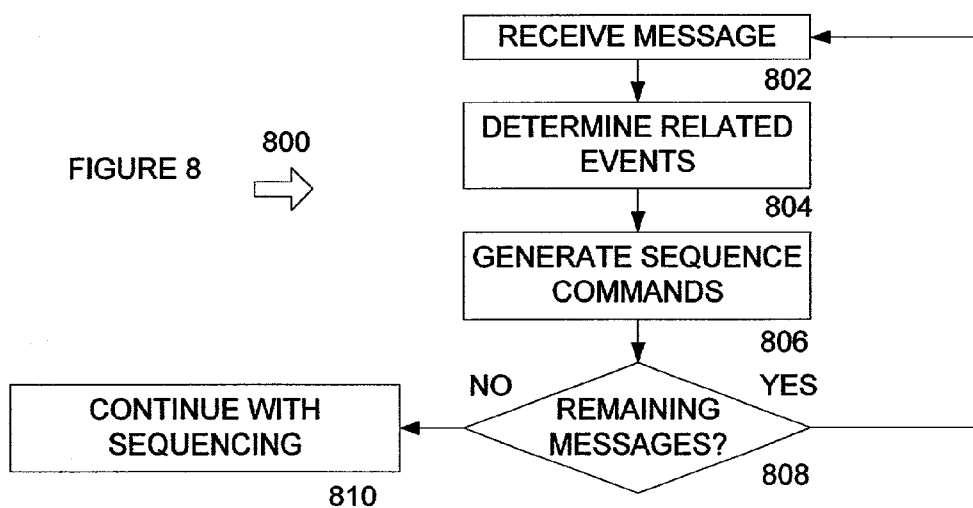 RECEIVE MESSAGE
802
DETERMINE RELATED
EVENTS
800
FIGURE 8
804
GENERATE SEQUENCE
COMMANDS
806
NO
YES
REMAINING
MESSAGES?
808
CONTINUE WITH
SEQUENCING
810